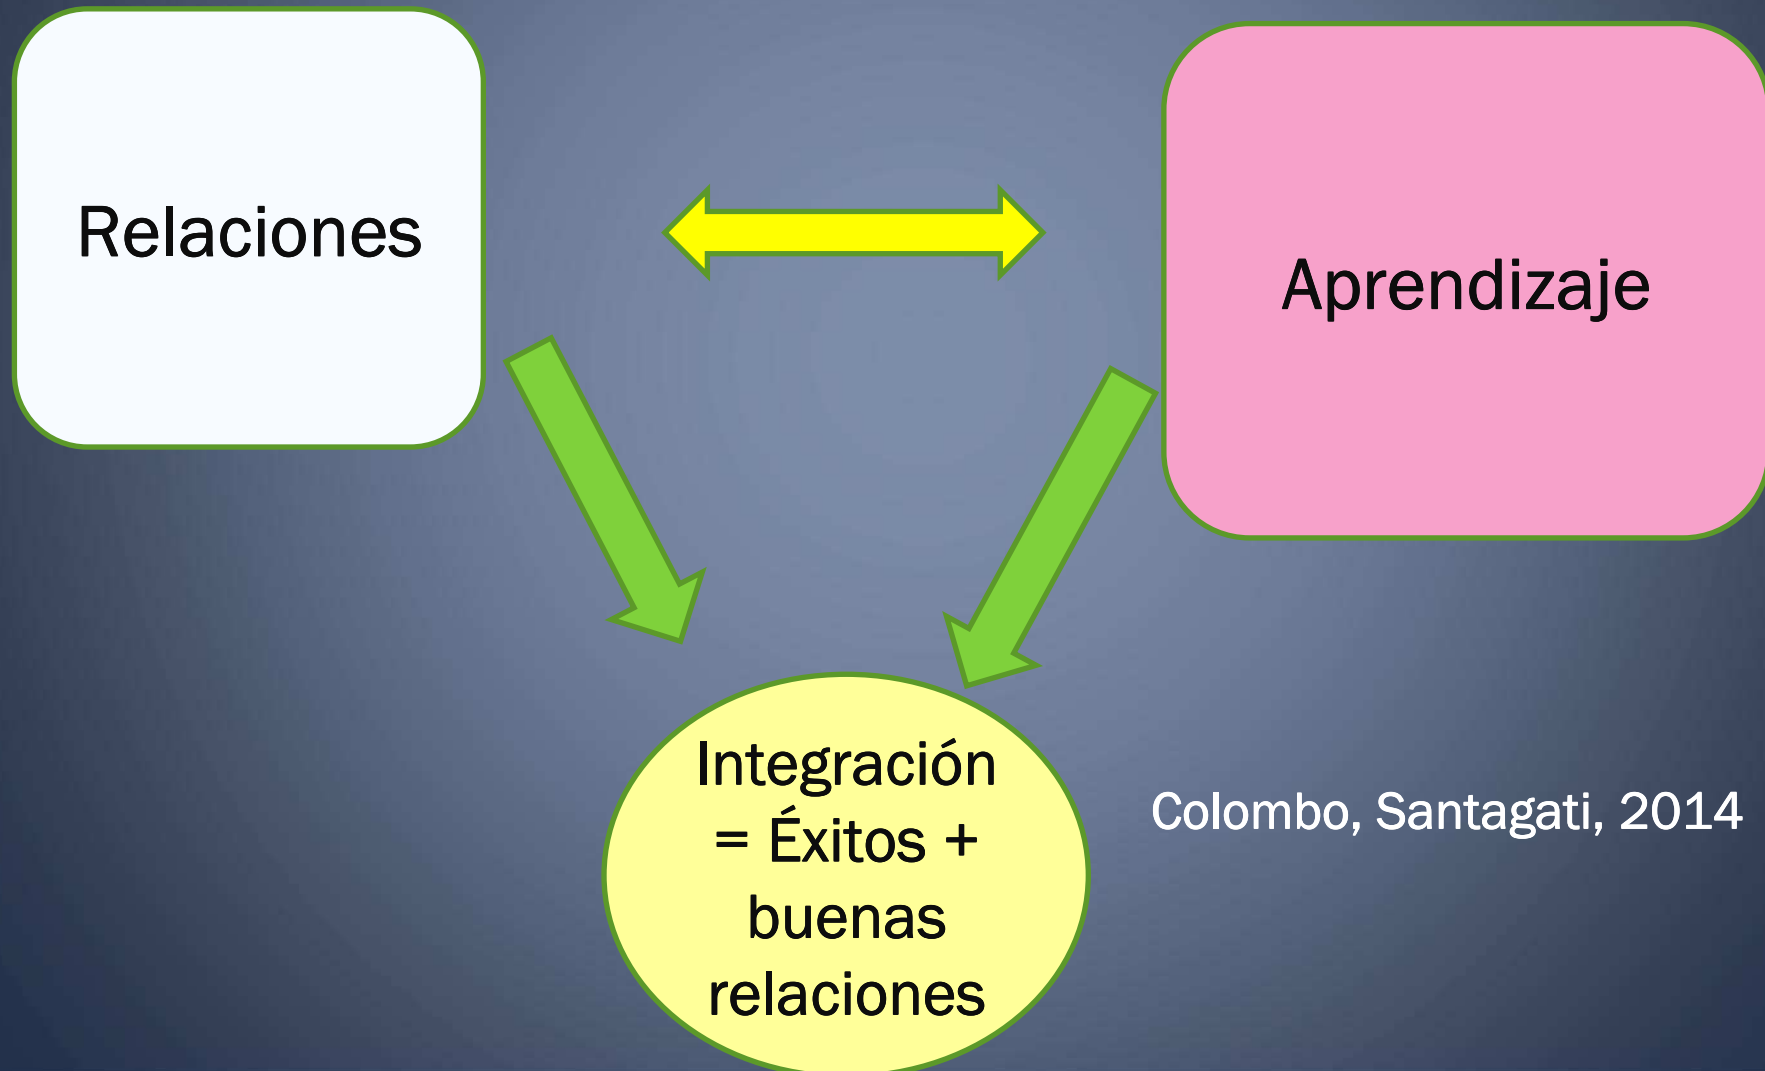 Relaciones
Aprendizaje
Integración
= Éxitos +
buenas
relaciones
Colombo, Santagati, 2014